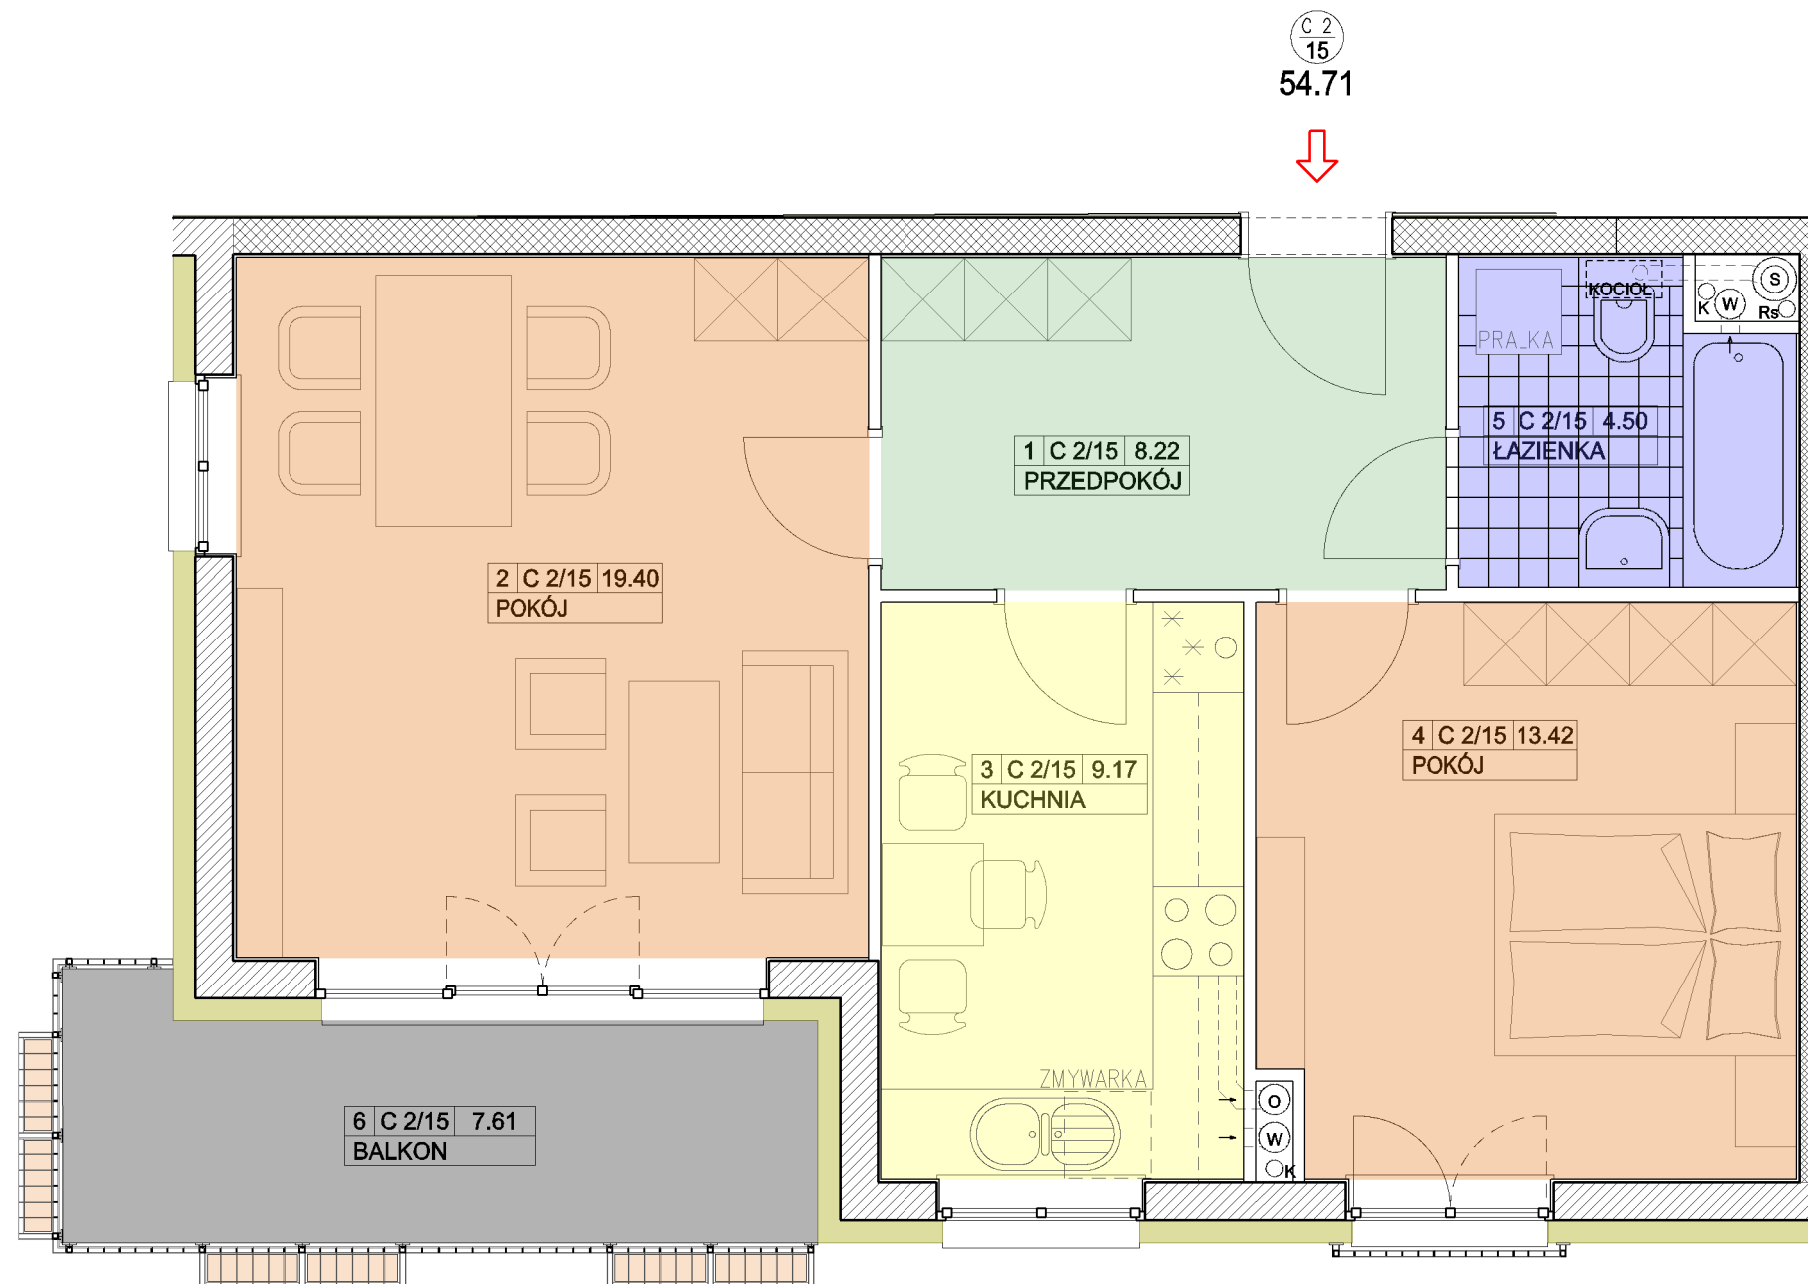 C 2
15
54.71
KOCIOŁ
S
K W Rs
PRA_KA
5 C 2/15 4.50
ŁAZIENKA
1 C 2/15 8.22
PRZEDPOKÓJ
2 C 2/15 19.40
POKÓJ
4 C 2/15 13.42
POKÓJ
3 C 2/15 9.17
KUCHNIA
ZMYWARKA
O
W
K
6 C 2/15 7.61
BALKON